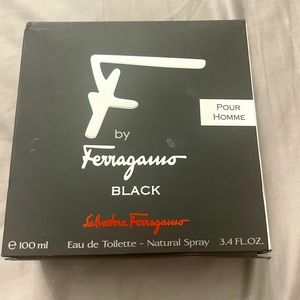 F
by
Ferragamo
BLACK
POUR
HOMME
Salvatore Ferragamo
℮ 100 ml Eau de Toilette - Natural Spray 3.4 FL.OZ.